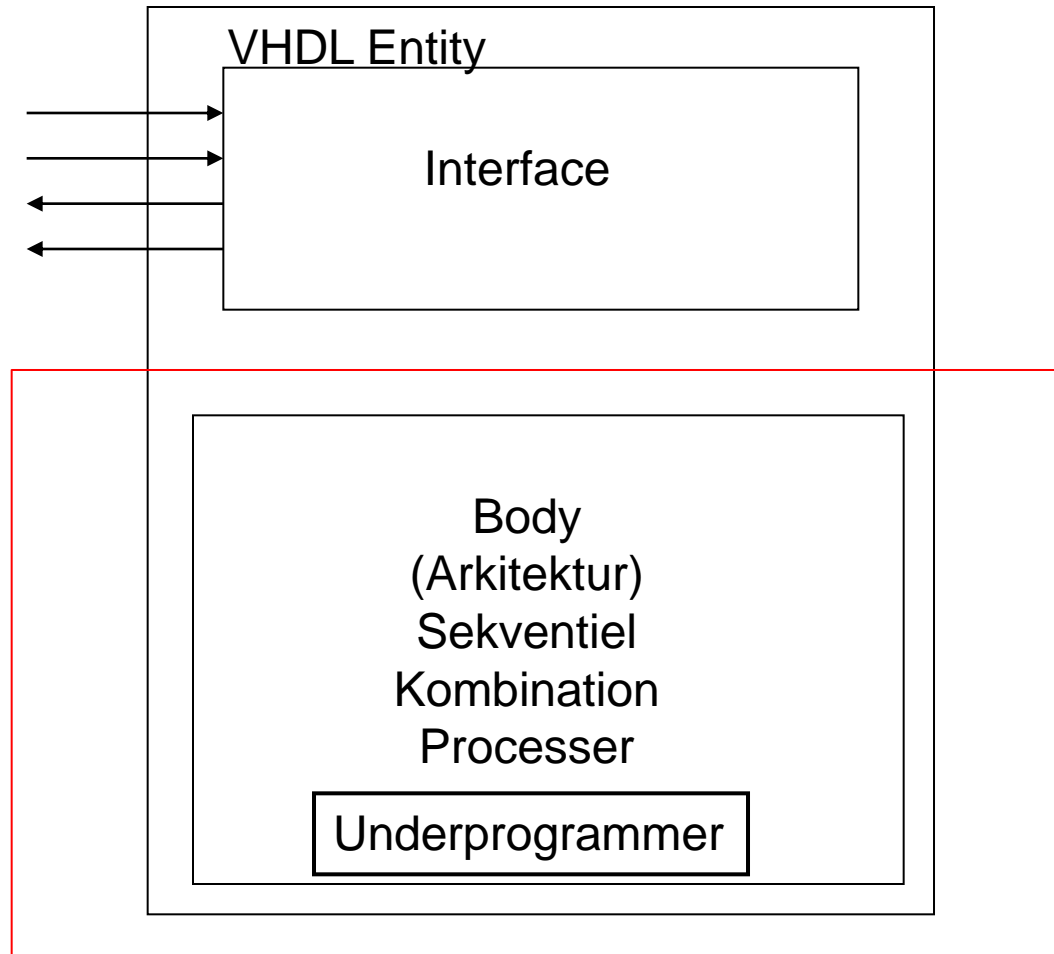 VHDL Entity
Interface
Body
(Arkitektur)
Sekventiel
Kombination
Processer
Underprogrammer